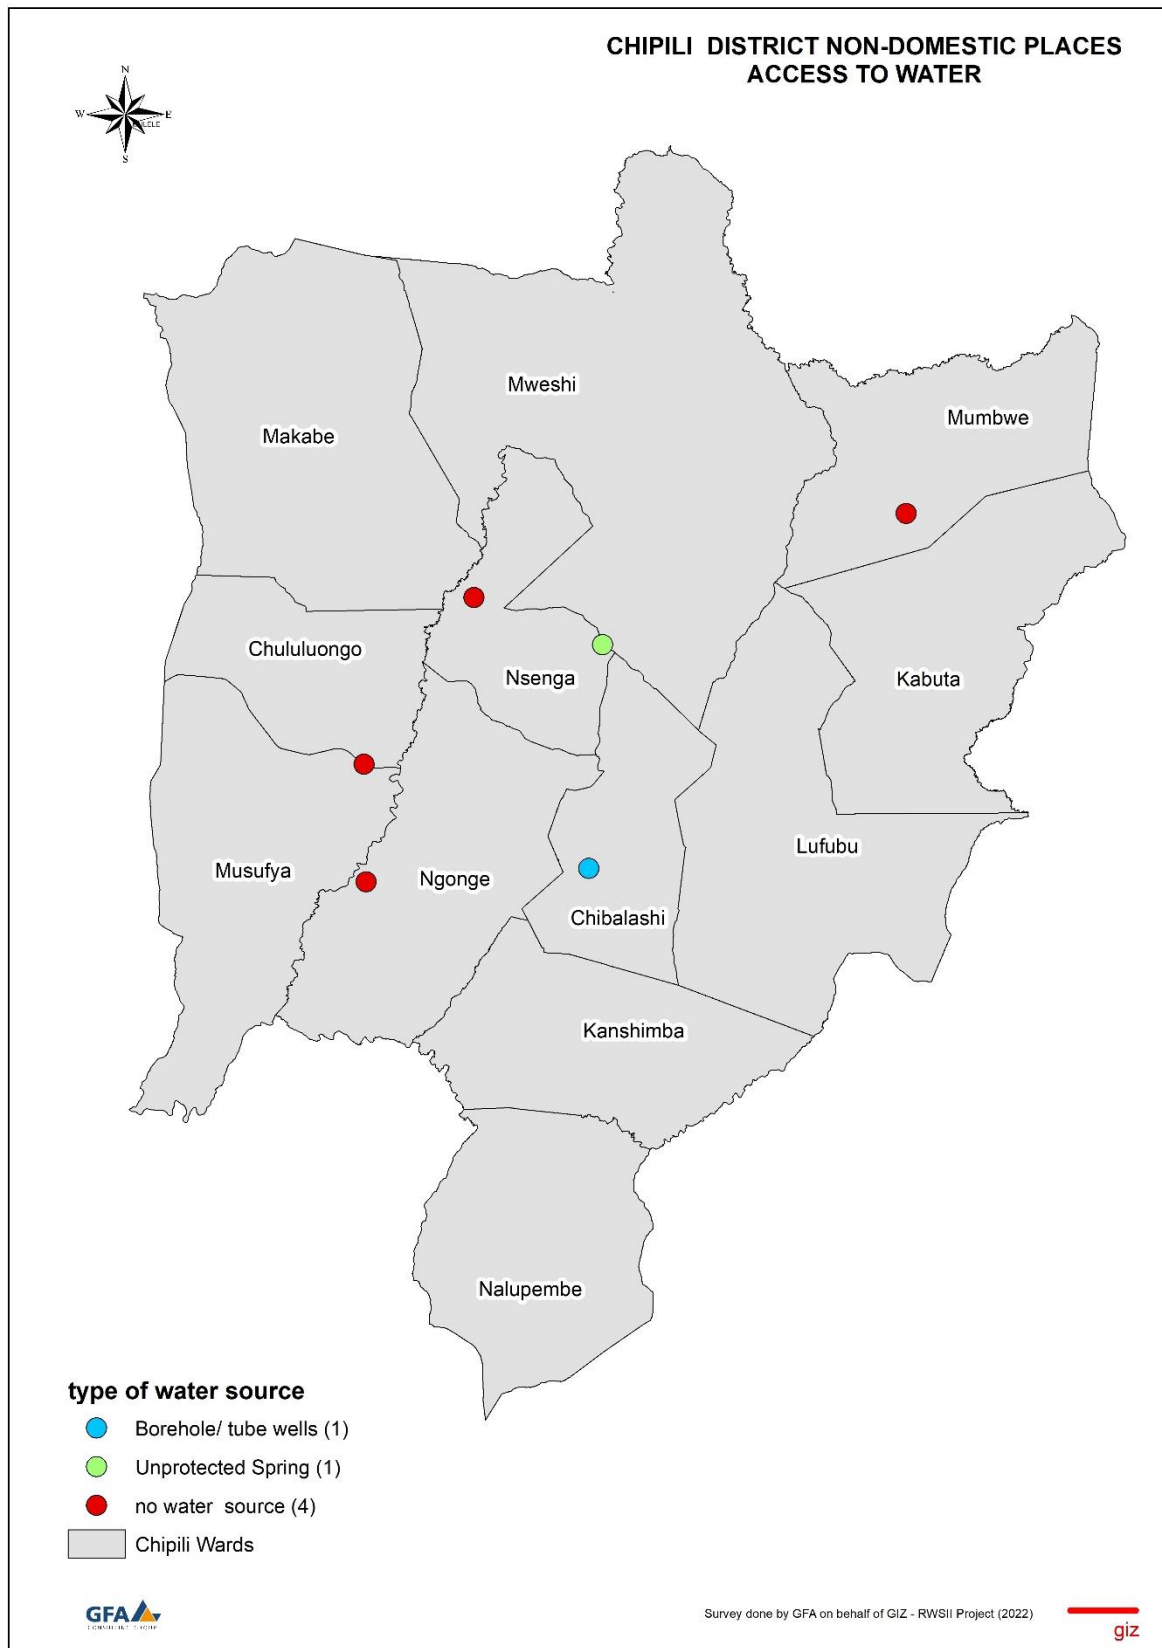 CHIPILI DISTRICT NON-DOMESTIC PLACES
ACCESS TO WATER
N
W
E
S
Mweshi
Mumbwe
Makabe
Chululuongo
Nsenga
Kabuta
Lufubu
Musufya
Ngonge
Chibalashi
Kanshimba
Nalupembe
type of water source
Borehole/ tube wells (1)
Unprotected Spring (1)
no water source (4)
Chipili Wards
GFA
CONSULTING GROUP
Survey done by GFA on behalf of GIZ - RWSII Project (2022)
giz